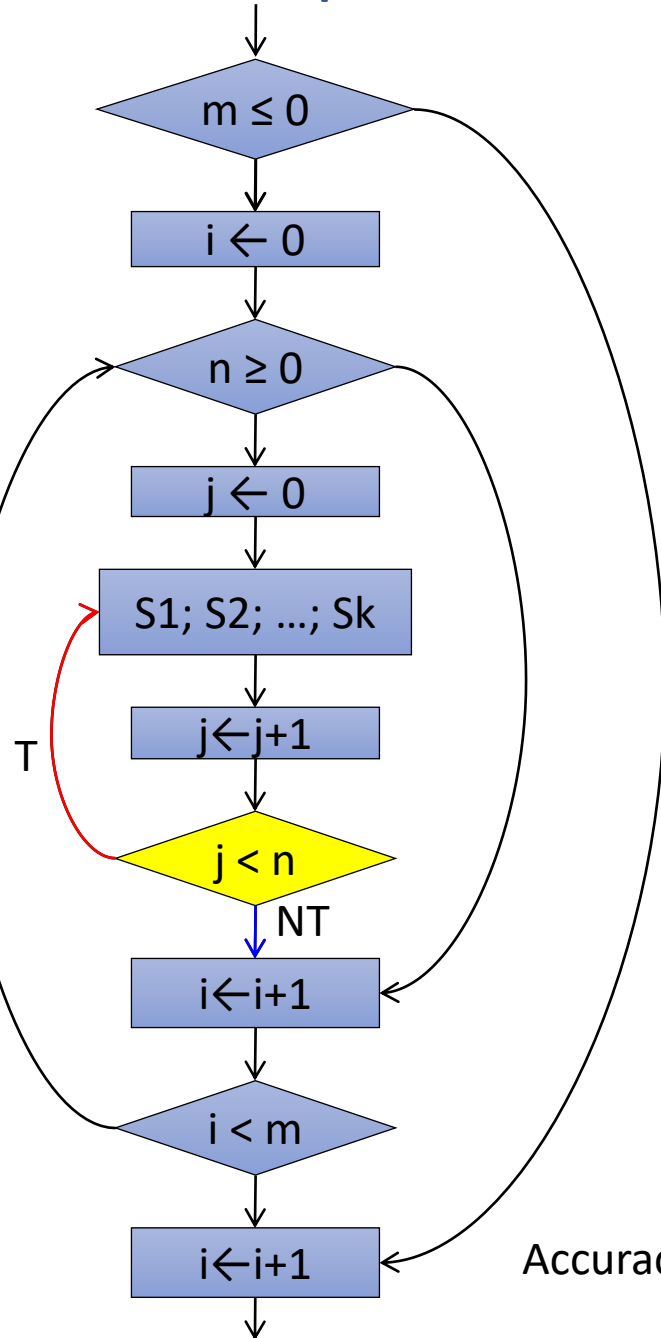 m ≤ 0
i ← 0
n ≥ 0
j ← 0
S1; S2; …; Sk
j←j+1
T
j < n
NT
i←i+1
i < m
i←i+1